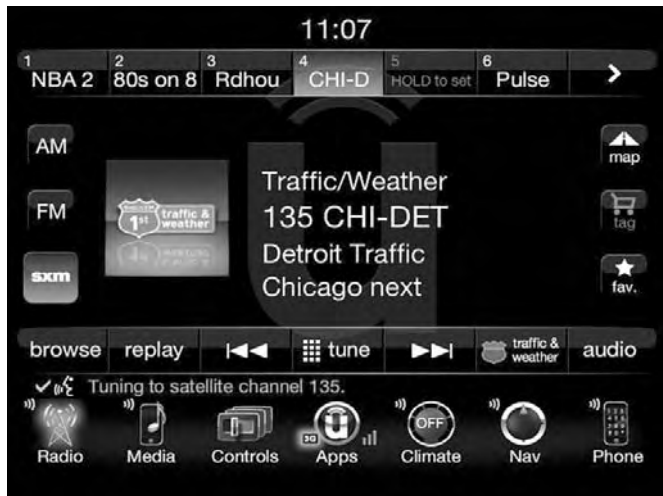 11:07
1 2 3 4 5 6
NBA 2 80s on 8 Rdhou CHI-D HOLD to set Pulse
AM
map
Traffic/Weather
1st traffic & weather
FM
135 CHI-DET
tag
Detroit Traffic
sxm
Chicago next
fav.
browse replay tune traffic & weather audio
Tuning to satellite channel 135.
3G
OFF
Radio Media Controls Apps Climate Nav Phone